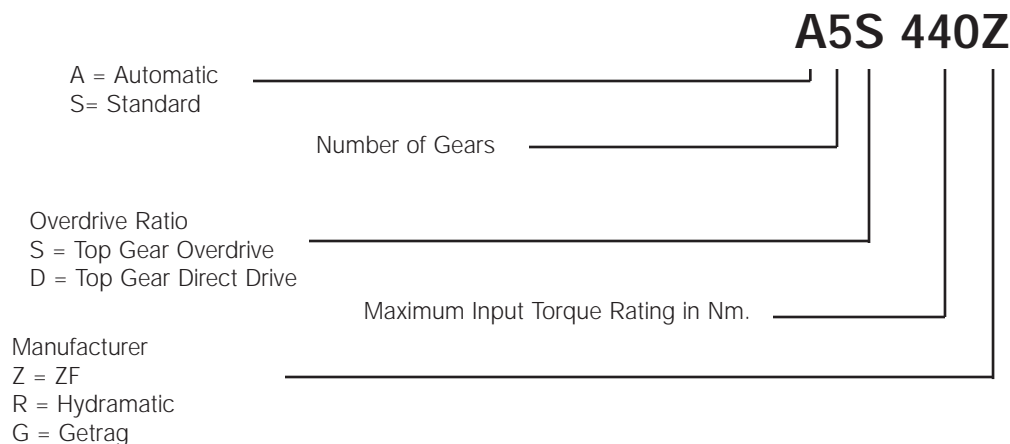 A5S 440Z
A = Automatic
S= Standard
Number of Gears
Overdrive Ratio
S = Top Gear Overdrive
D = Top Gear Direct Drive
Maximum Input Torque Rating in Nm.
Manufacturer
Z = ZF
R = Hydramatic
G = Getrag